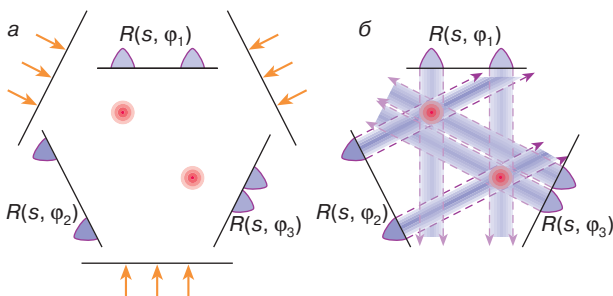 а
R(s, φ₁)
R(s, φ₂)
R(s, φ₃)
б
R(s, φ₁)
R(s, φ₂)
R(s, φ₃)